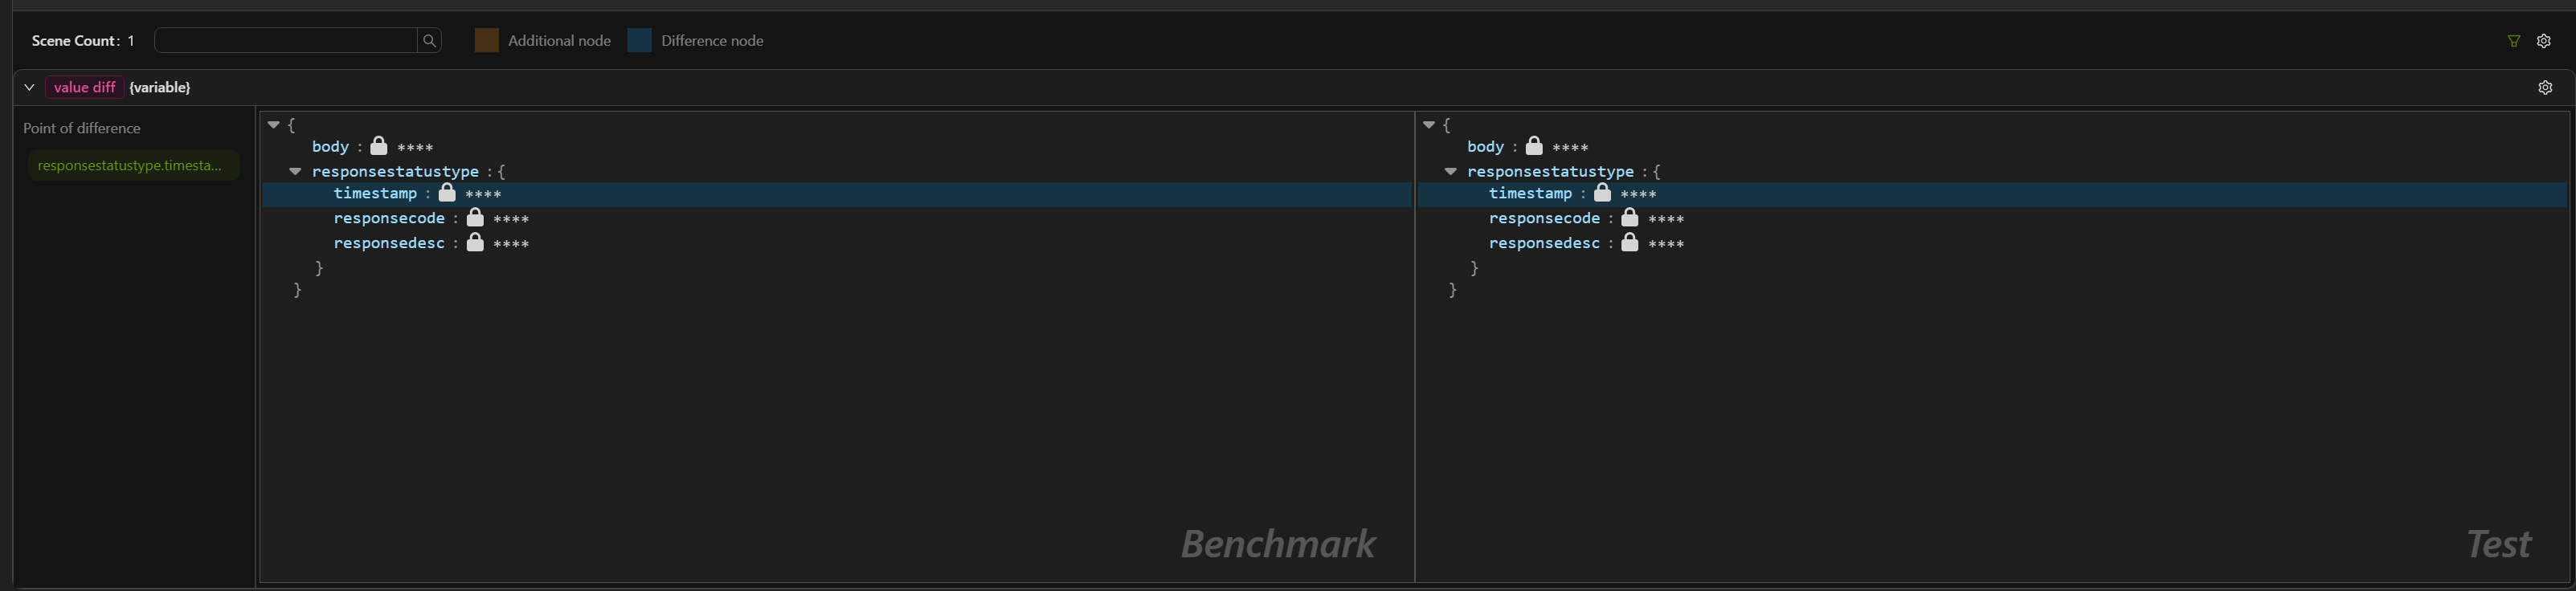 Scene Count: 1
Additional node
Difference node
value diff {variable}
Point of difference
responsestatustype.timesta...
{
body : ****
responsestatustype :{
timestamp : ****
responsecode : ****
responsedesc : ****
}
}
Benchmark
{
body : ****
responsestatustype :{
timestamp : ****
responsecode : ****
responsedesc : ****
}
}
Test